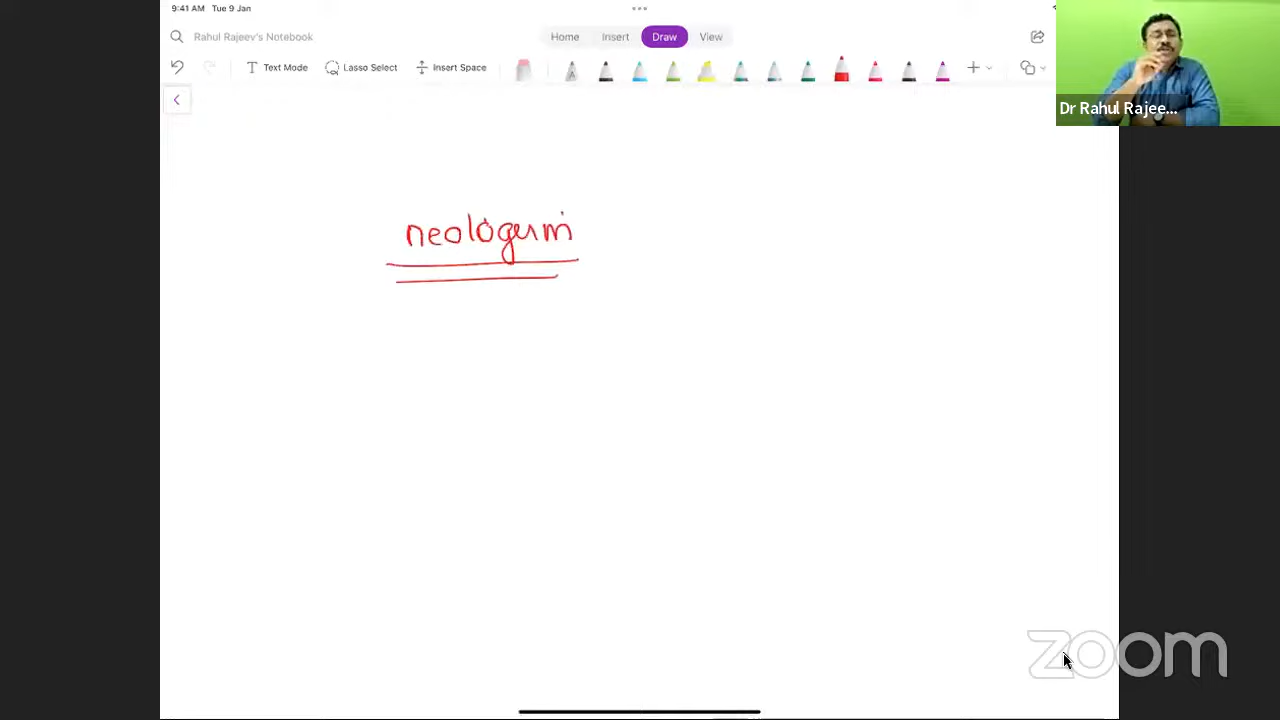 9:41 AM Tue 9 Jan
Rahul Rajeev's Notebook
Home Insert Draw View
Text Mode Lasso Select Insert Space
Dr Rahul Rajee...
neologerm
zoom